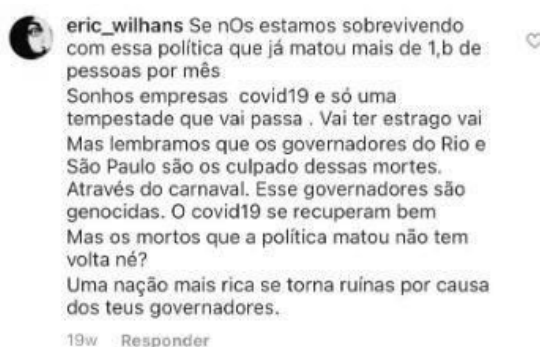 eric_wilhans Se nOs estamos sobrevivendo
com essa política que já matou mais de 1,b de
pessoas por mês
Sonhos empresas covid19 e só uma
tempestade que vai passa . Vai ter estrago vai
Mas lembramos que os governadores do Rio e
São Paulo são os culpado dessas mortes.
Através do carnaval. Esse governadores são
genocidas. O covid19 se recuperam bem
Mas os mortos que a política matou não tem
volta né?
Uma nação mais rica se torna ruínas por causa
dos teus governadores.
19w Responder